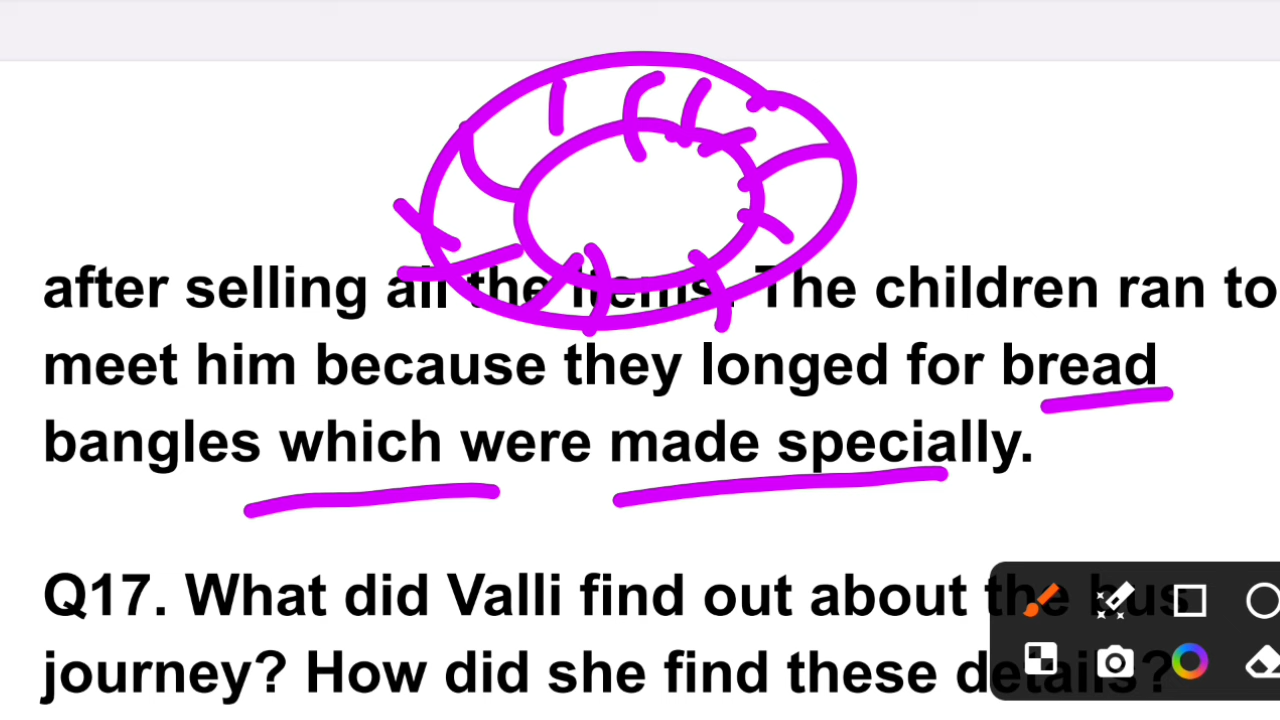 after selling all the items. The children ran to
meet him because they longed for bread
bangles which were made specially.
Q17. What did Valli find out about the bus
journey? How did she find these details?